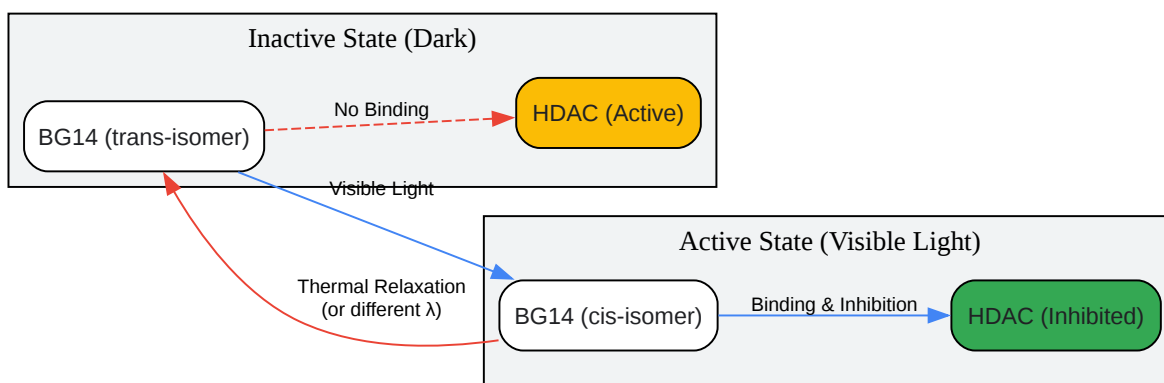 Inactive State (Dark)
BG14 (trans-isomer)
No Binding
HDAC (Active)
Visible Light
Active State (Visible Light)
Thermal Relaxation
(or different λ)
BG14 (cis-isomer)
Binding & Inhibition
HDAC (Inhibited)